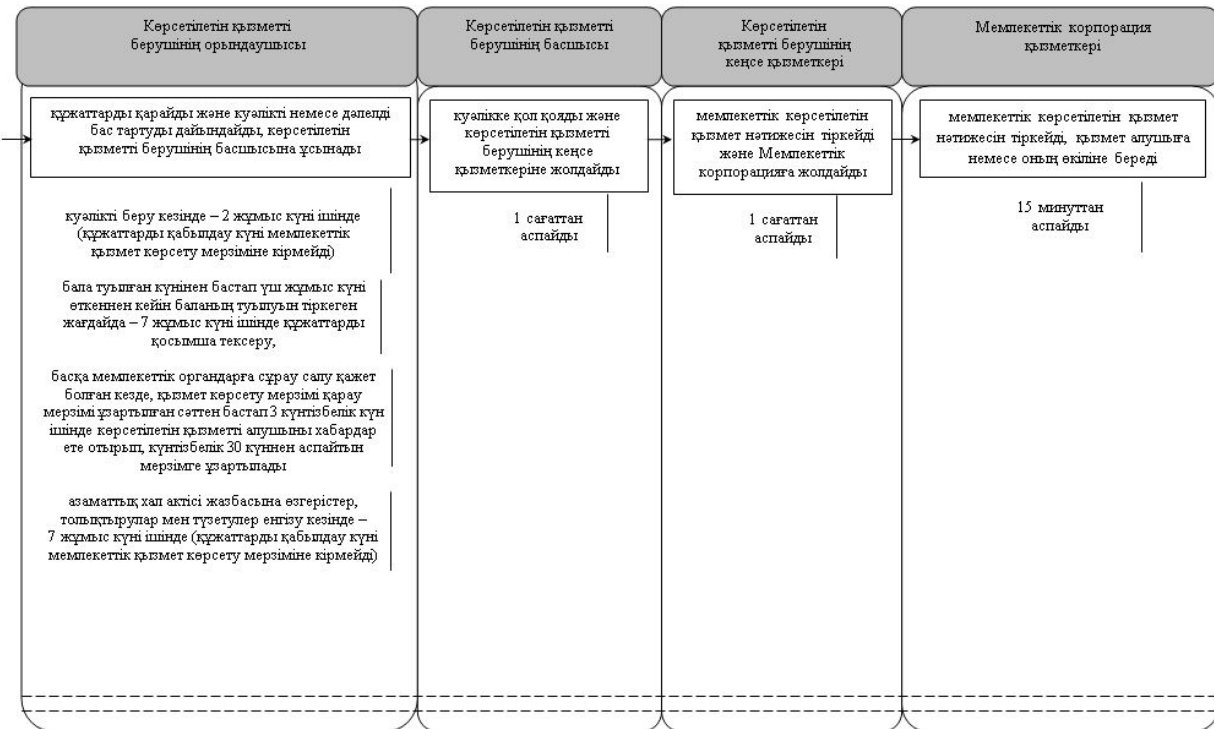 Көрсетілетін қызметті
берушінің орындаушысы
Көрсетілетін қызметті
берушінің басшысы
Көрсетілетін
қызметті берушінің
кеңсе қызметкері
Мемлекеттік корпорация
қызметкері
құжаттарды қарайды және куәлікті немесе дәлелді
бас тартуды дайындайды, көрсетілетін
қызметті берушінің басшысына ұсынады
куәлікке қол қояды және
көрсетілетін қызметті
берушінің кеңсе
қызметкеріне жолдайды
мемлекеттік көрсетілетін
қызмет нәтижесін тіркейді
және Мемлекеттік
корпорацияға жолдайды
мемлекеттік көрсетілетін қызмет
нәтижесін тіркейді, қызмет алушыға
немесе оның өкіліне береді
куәлікті беру кезінде – 2 жұмыс күні ішінде
(құжаттарды қабылдау күні мемлекеттік
қызмет көрсету мерзіміне кірмейді)
1 сағаттан
аспайды
1 сағаттан
аспайды
15 минуттан
аспайды
бала туылған күнінен бастап үш жұмыс күні
өткеннен кейін баланың туылуын тіркеген
жағдайда – 7 жұмыс күні ішінде құжаттарды
қосымша тексеру,
басқа мемлекеттік органдарға сұрау салу қажет
болған кезде, қызмет көрсету мерзімі қарау
мерзімі ұзартылған сәттен бастап 3 күнтізбелік күн
ішінде көрсетілетін қызметті алушыны хабардар
ете отырып, күнтізбелік 30 күннен аспайтын
мерзімге ұзартылады
азаматтық хал актісі жазбасына өзгерістер,
толықтырулар мен түзетулер енгізу кезінде –
7 жұмыс күні ішінде (құжаттарды қабылдау күні
мемлекеттік қызмет көрсету мерзіміне кірмейді)